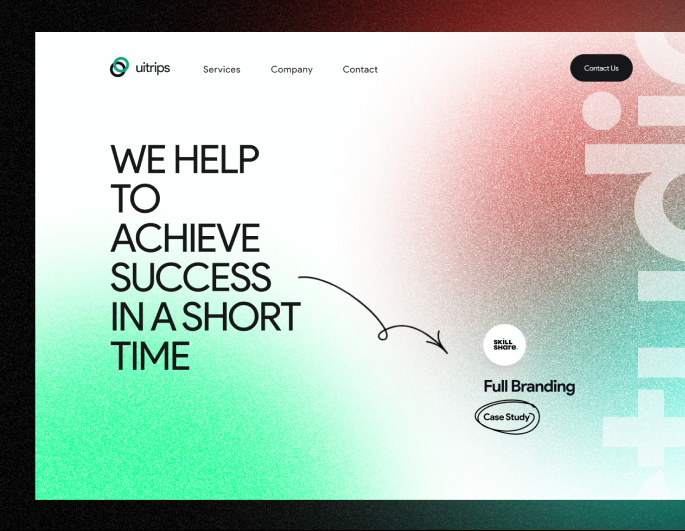 uitrips
Services
Company
Contact
Contact Us
WE HELP
TO
ACHIEVE
SUCCESS
IN A SHORT
TIME
SKILL
SHare.
Full Branding
Case Study
studio